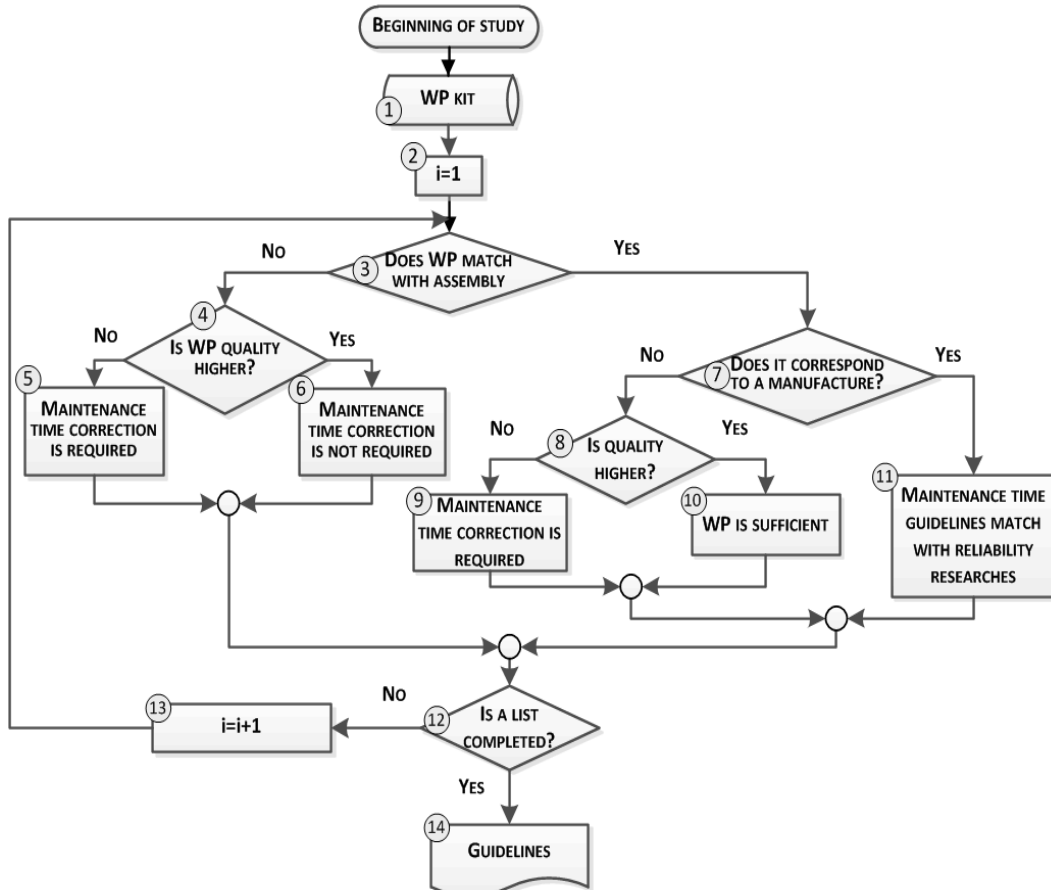 BEGINNING OF STUDY
1
WP KIT
2
i=1
NO
YES
3
DOES WP MATCH
WITH ASSEMBLY
4
NO
YES
IS WP QUALITY
HIGHER?
5
MAINTENANCE
TIME CORRECTION
IS REQUIRED
6
MAINTENANCE
TIME CORRECTION
IS NOT REQUIRED
NO
YES
7
DOES IT CORRESPOND
TO A MANUFACTURE?
NO
YES
8
IS QUALITY
HIGHER?
9
MAINTENANCE
TIME CORRECTION IS
REQUIRED
10
WP IS SUFFICIENT
11
MAINTENANCE TIME
GUIDELINES MATCH
WITH RELIABILITY
RESEARCHES
NO
12
IS A LIST
COMPLETED?
13
i=i+1
YES
14
GUIDELINES